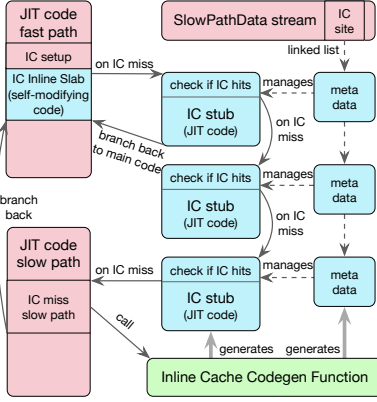 JIT code
fast path
IC setup
IC Inline Slab
(self-modifying
code)
on IC miss
SlowPathData stream
IC
site
linked list
check if IC hits
IC stub
(JIT code)
manages
meta
data
on IC
miss
branch back
to main code
check if IC hits
IC stub
(JIT code)
manages
meta
data
on IC
miss
branch
back
JIT code
slow path
IC miss
slow path
on IC miss
check if IC hits
IC stub
(JIT code)
manages
meta
data
call
generates
generates
Inline Cache Codegen Function